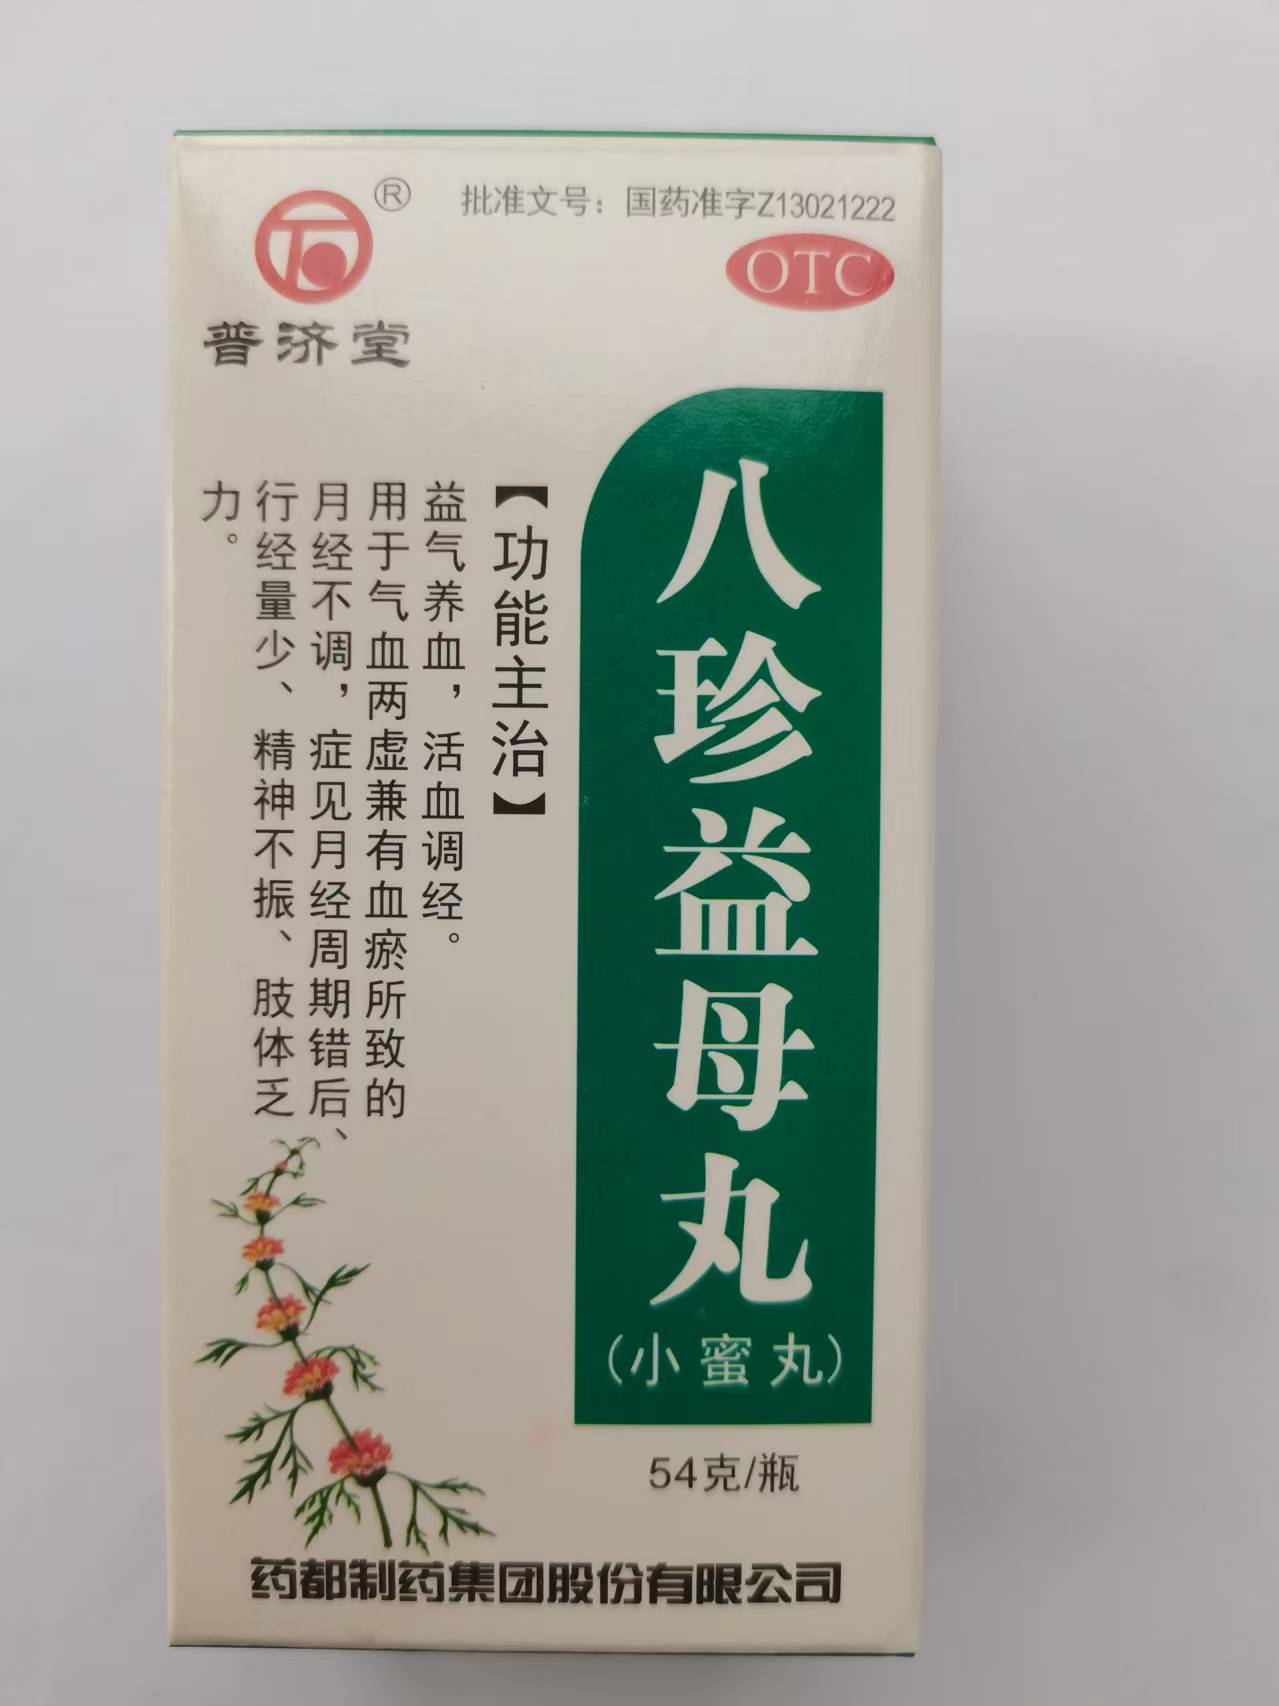 ®
批准文号：国药准字Z13021222
OTC
普济堂
八珍益母丸
（小蜜丸）
54克/瓶
【功能主治】
益气养血，活血调经。
用于气血两虚兼有血瘀所致的
月经不调，症见月经周期错后、
行经量少、精神不振、肢体乏
力。
药都制药集团股份有限公司